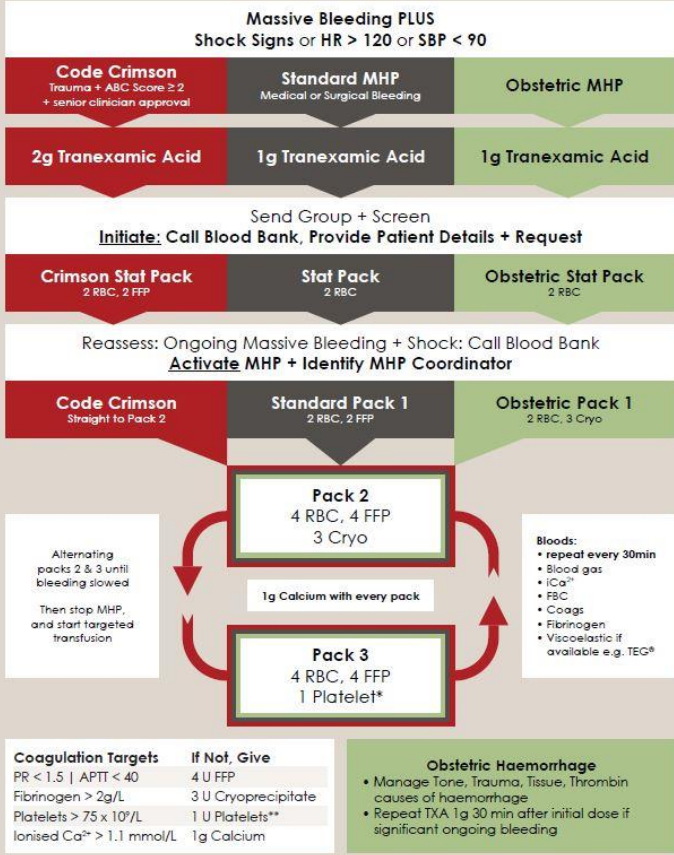 Massive Bleeding PLUS
Shock Signs or HR > 120 or SBP < 90
Code Crimson
Trauma + ABC Score ≥ 2
+ senior clinician approval
Standard MHP
Medical or Surgical Bleeding
Obstetric MHP
2g Tranexamic Acid
1g Tranexamic Acid
1g Tranexamic Acid
Send Group + Screen
Initiate: Call Blood Bank, Provide Patient Details + Request
Crimson Stat Pack
2 RBC, 2 FFP
Stat Pack
2 RBC
Obstetric Stat Pack
2 RBC
Reassess: Ongoing Massive Bleeding + Shock: Call Blood Bank
Activate MHP + Identify MHP Coordinator
Code Crimson
Straight to Pack 2
Standard Pack 1
2 RBC, 2 FFP
Obstetric Pack 1
2 RBC, 3 Cryo
Pack 2
4 RBC, 4 FFP
3 Cryo
Alternating
packs 2 & 3 until
bleeding slowed
Then stop MHP,
and start targeted
transfusion
1g Calcium with every pack
Bloods:
• repeat every 30min
• Blood gas
• iCa²⁺
• FBC
• Coags
• Fibrinogen
• Viscoelastic if
available e.g. TEG®
Pack 3
4 RBC, 4 FFP
1 Platelet*
Coagulation Targets If Not, Give
PR < 1.5 | APTT < 40 4 U FFP
Fibrinogen > 2g/L 3 U Cryoprecipitate
Platelets > 75 x 10⁹/L 1 U Platelets**
Ionised Ca²⁺ > 1.1 mmol/L 1g Calcium
Obstetric Haemorrhage
• Manage Tone, Trauma, Tissue, Thrombin
causes of haemorrhage
• Repeat TXA 1g 30 min after initial dose if
significant ongoing bleeding